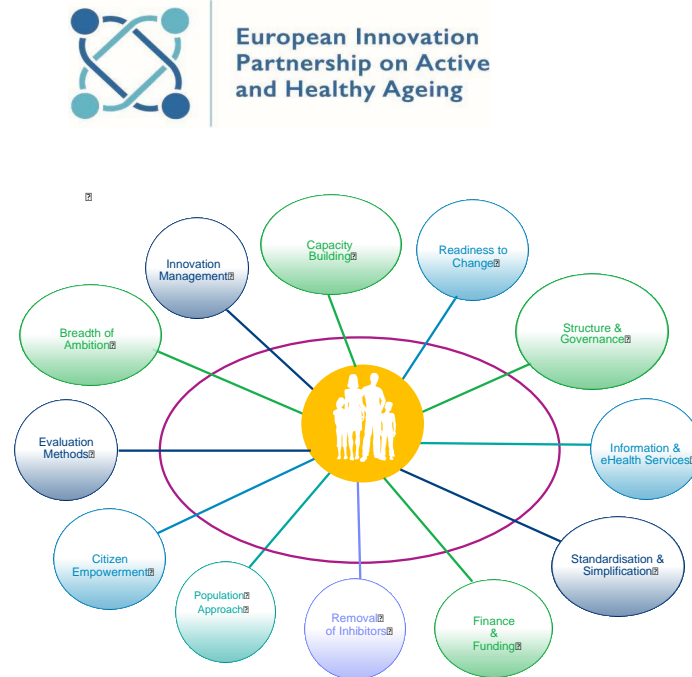 European Innovation
Partnership on Active
and Healthy Ageing
Capacity
Building
Readiness to
Change
Innovation
Management
Structure &
Governance
Breadth of
Ambition
Evaluation
Methods
Information &
eHealth Services
Citizen
Empowerment
Standardisation &
Simplification
Population
Approach
Removal
of Inhibitors
Finance
&
Funding